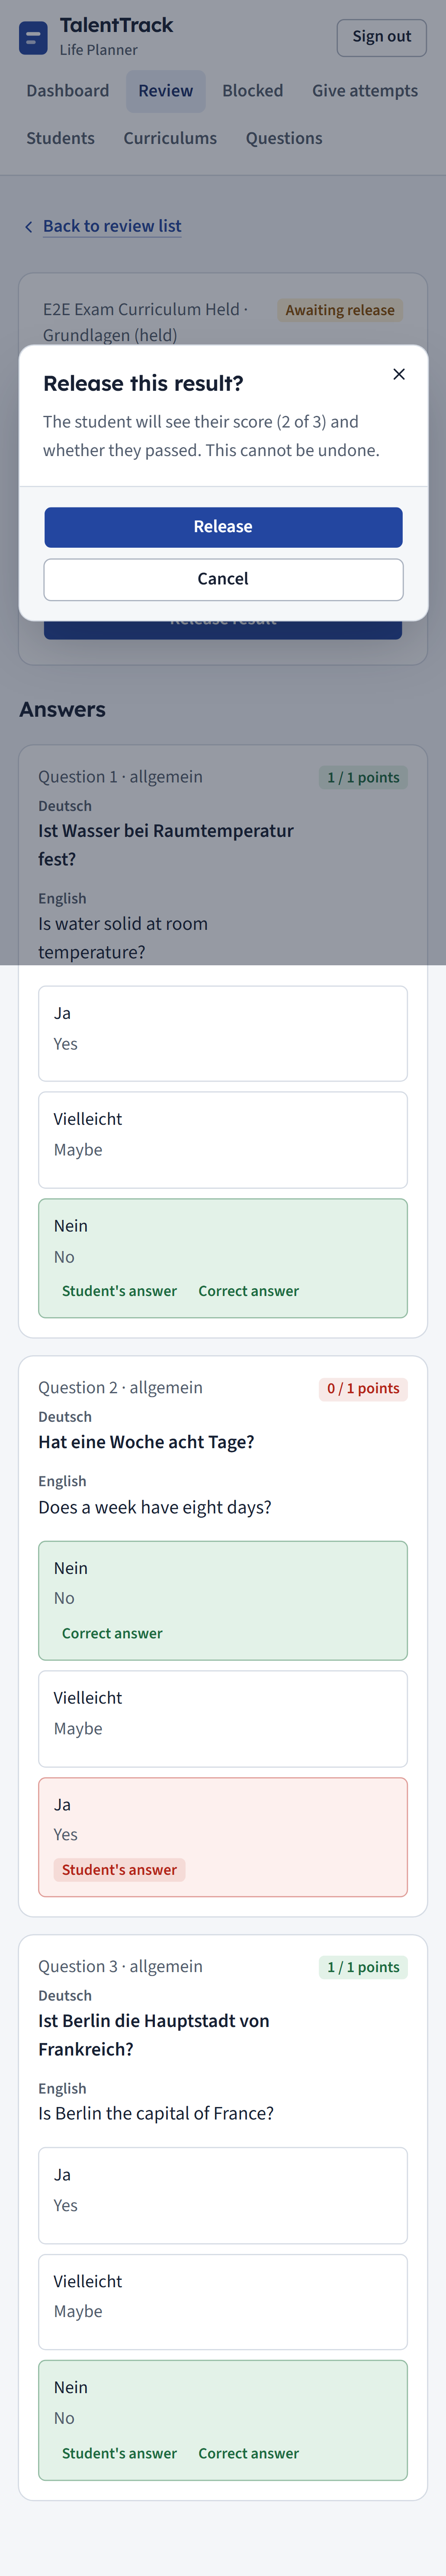 TalentTrack
Life Planner
Sign out
Dashboard
Review
Blocked
Give attempts
Students
Curriculums
Questions
Back to review list
E2E Exam Curriculum Held ·
Grundlagen (held)
Awaiting release
Release this result?
The student will see their score (2 of 3) and
whether they passed. This cannot be undone.
Release
Cancel
Release result
Answers
Question 1 · allgemein
1 / 1 points
Deutsch
Ist Wasser bei Raumtemperatur
fest?
English
Is water solid at room
temperature?
Ja
Yes
Vielleicht
Maybe
Nein
No
Student's answer
Correct answer
Question 2 · allgemein
0 / 1 points
Deutsch
Hat eine Woche acht Tage?
English
Does a week have eight days?
Nein
No
Correct answer
Vielleicht
Maybe
Ja
Yes
Student's answer
Question 3 · allgemein
1 / 1 points
Deutsch
Ist Berlin die Hauptstadt von
Frankreich?
English
Is Berlin the capital of France?
Ja
Yes
Vielleicht
Maybe
Nein
No
Student's answer
Correct answer